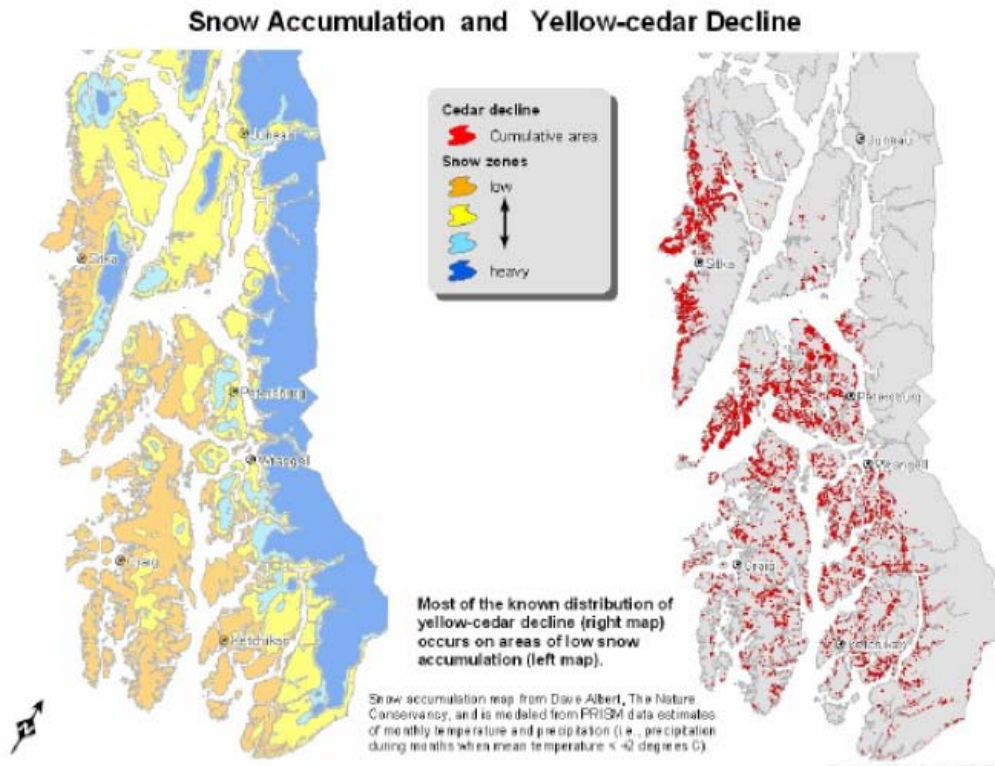 Snow Accumulation and Yellow-cedar Decline
Cedar decline
Cumulative area
Snow zones
low
heavy
Juneau
Sitka
Petersburg
Wrangell
Craig
Ketchikan
Juneau
Sitka
Petersburg
Wrangell
Craig
Ketchikan
Most of the known distribution of
yellow-cedar decline (right map)
occurs on areas of low snow
accumulation (left map).
Snow accumulation map from Dave Albert, The Nature
Conservancy, and is modeled from PRISM data estimates
of monthly temperature and precipitation (i.e., precipitation
during months when mean temperature < +2 degrees C)
N